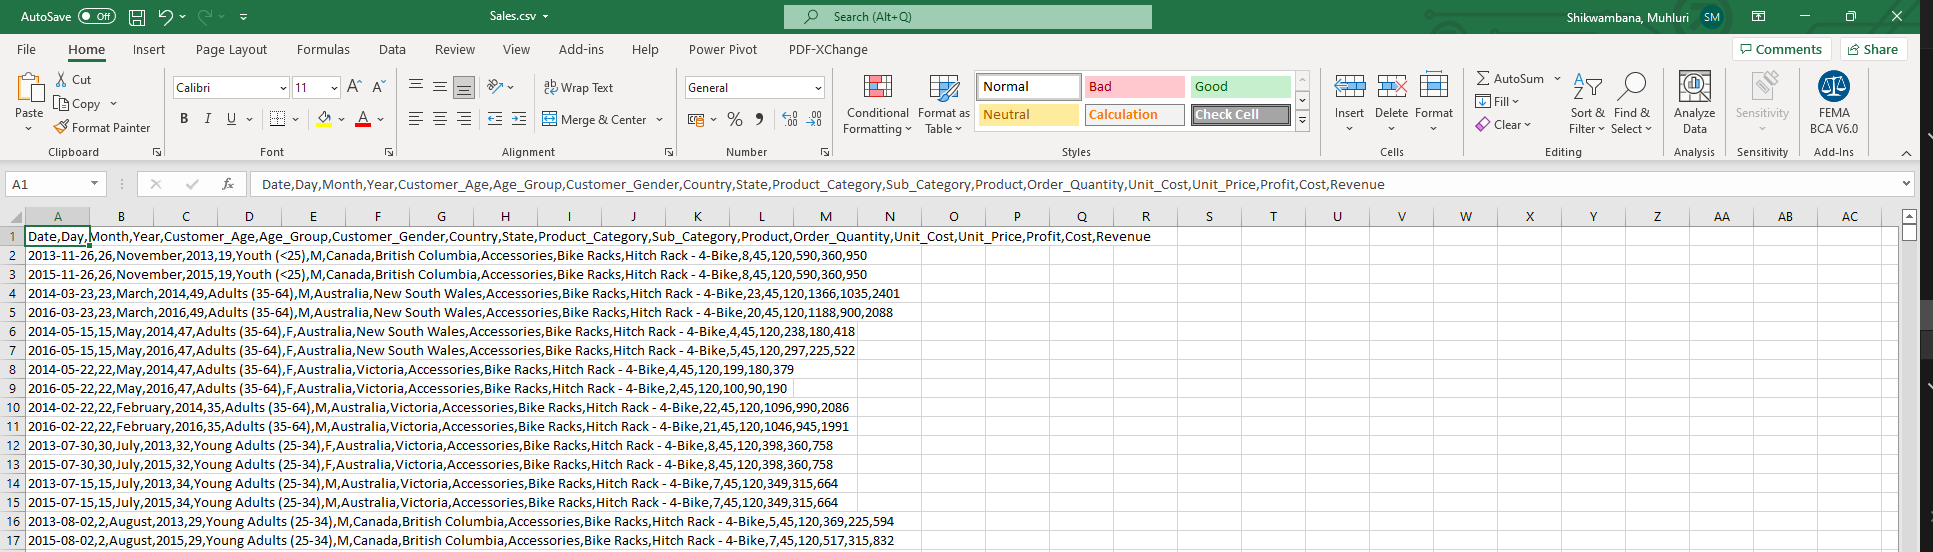 AutoSave Off Sales.csv Search (Alt+Q) Shikwambana, Muhluri SM
File Home Insert Page Layout Formulas Data Review View Add-ins Help Power Pivot PDF-XChange Comments Share
Paste Cut Copy Format Painter Clipboard
Calibri 11 A A B I U A Font
ab Wrap Text Merge & Center Alignment
General % Number
Conditional Formatting Format as Table Normal Bad Good Neutral Calculation Check Cell Styles
Insert Delete Format Cells
AutoSum Fill Clear Sort & Filter Find & Select Editing
Analyze Data Analysis
Sensitivity Sensitivity
FEMA BCA V6.0 Add-Ins
A1 fx Date,Day,Month,Year,Customer_Age,Age_Group,Customer_Gender,Country,State,Product_Category,Sub_Category,Product,Order_Quantity,Unit_Cost,Unit_Price,Profit,Cost,Revenue
A B C D E F G H I J K L M N O P Q R S T U V W X Y Z AA AB AC
1 Date,Day,Month,Year,Customer_Age,Age_Group,Customer_Gender,Country,State,Product_Category,Sub_Category,Product,Order_Quantity,Unit_Cost,Unit_Price,Profit,Cost,Revenue
2 2013-11-26,26,November,2013,19,Youth (<25),M,Canada,British Columbia,Accessories,Bike Racks,Hitch Rack - 4-Bike,8,45,120,590,360,950
3 2015-11-26,26,November,2015,19,Youth (<25),M,Canada,British Columbia,Accessories,Bike Racks,Hitch Rack - 4-Bike,8,45,120,590,360,950
4 2014-03-23,23,March,2014,49,Adults (35-64),M,Australia,New South Wales,Accessories,Bike Racks,Hitch Rack - 4-Bike,23,45,120,1366,1035,2401
5 2016-03-23,23,March,2016,49,Adults (35-64),M,Australia,New South Wales,Accessories,Bike Racks,Hitch Rack - 4-Bike,20,45,120,1188,900,2088
6 2014-05-15,15,May,2014,47,Adults (35-64),F,Australia,New South Wales,Accessories,Bike Racks,Hitch Rack - 4-Bike,4,45,120,238,180,418
7 2016-05-15,15,May,2016,47,Adults (35-64),F,Australia,New South Wales,Accessories,Bike Racks,Hitch Rack - 4-Bike,5,45,120,297,225,522
8 2014-05-22,22,May,2014,47,Adults (35-64),F,Australia,Victoria,Accessories,Bike Racks,Hitch Rack - 4-Bike,4,45,120,199,180,379
9 2016-05-22,22,May,2016,47,Adults (35-64),F,Australia,Victoria,Accessories,Bike Racks,Hitch Rack - 4-Bike,2,45,120,100,90,190
10 2014-02-22,22,February,2014,35,Adults (35-64),M,Australia,Victoria,Accessories,Bike Racks,Hitch Rack - 4-Bike,22,45,120,1096,990,2086
11 2016-02-22,22,February,2016,35,Adults (35-64),M,Australia,Victoria,Accessories,Bike Racks,Hitch Rack - 4-Bike,21,45,120,1046,945,1991
12 2013-07-30,30,July,2013,32,Young Adults (25-34),F,Australia,Victoria,Accessories,Bike Racks,Hitch Rack - 4-Bike,8,45,120,398,360,758
13 2015-07-30,30,July,2015,32,Young Adults (25-34),F,Australia,Victoria,Accessories,Bike Racks,Hitch Rack - 4-Bike,8,45,120,398,360,758
14 2013-07-15,15,July,2013,34,Young Adults (25-34),M,Australia,Victoria,Accessories,Bike Racks,Hitch Rack - 4-Bike,7,45,120,349,315,664
15 2015-07-15,15,July,2015,34,Young Adults (25-34),M,Australia,Victoria,Accessories,Bike Racks,Hitch Rack - 4-Bike,7,45,120,349,315,664
16 2013-08-02,2,August,2013,29,Young Adults (25-34),M,Canada,British Columbia,Accessories,Bike Racks,Hitch Rack - 4-Bike,5,45,120,369,225,594
17 2015-08-02,2,August,2015,29,Young Adults (25-34),M,Canada,British Columbia,Accessories,Bike Racks,Hitch Rack - 4-Bike,7,45,120,517,315,832